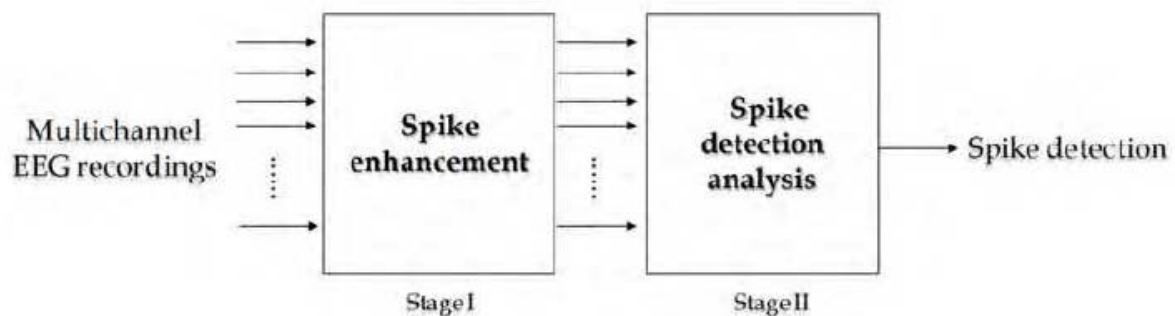 Multichannel
EEG recordings
Spike
enhancement
Spike
detection
analysis
Spike detection
Stage I
Stage II